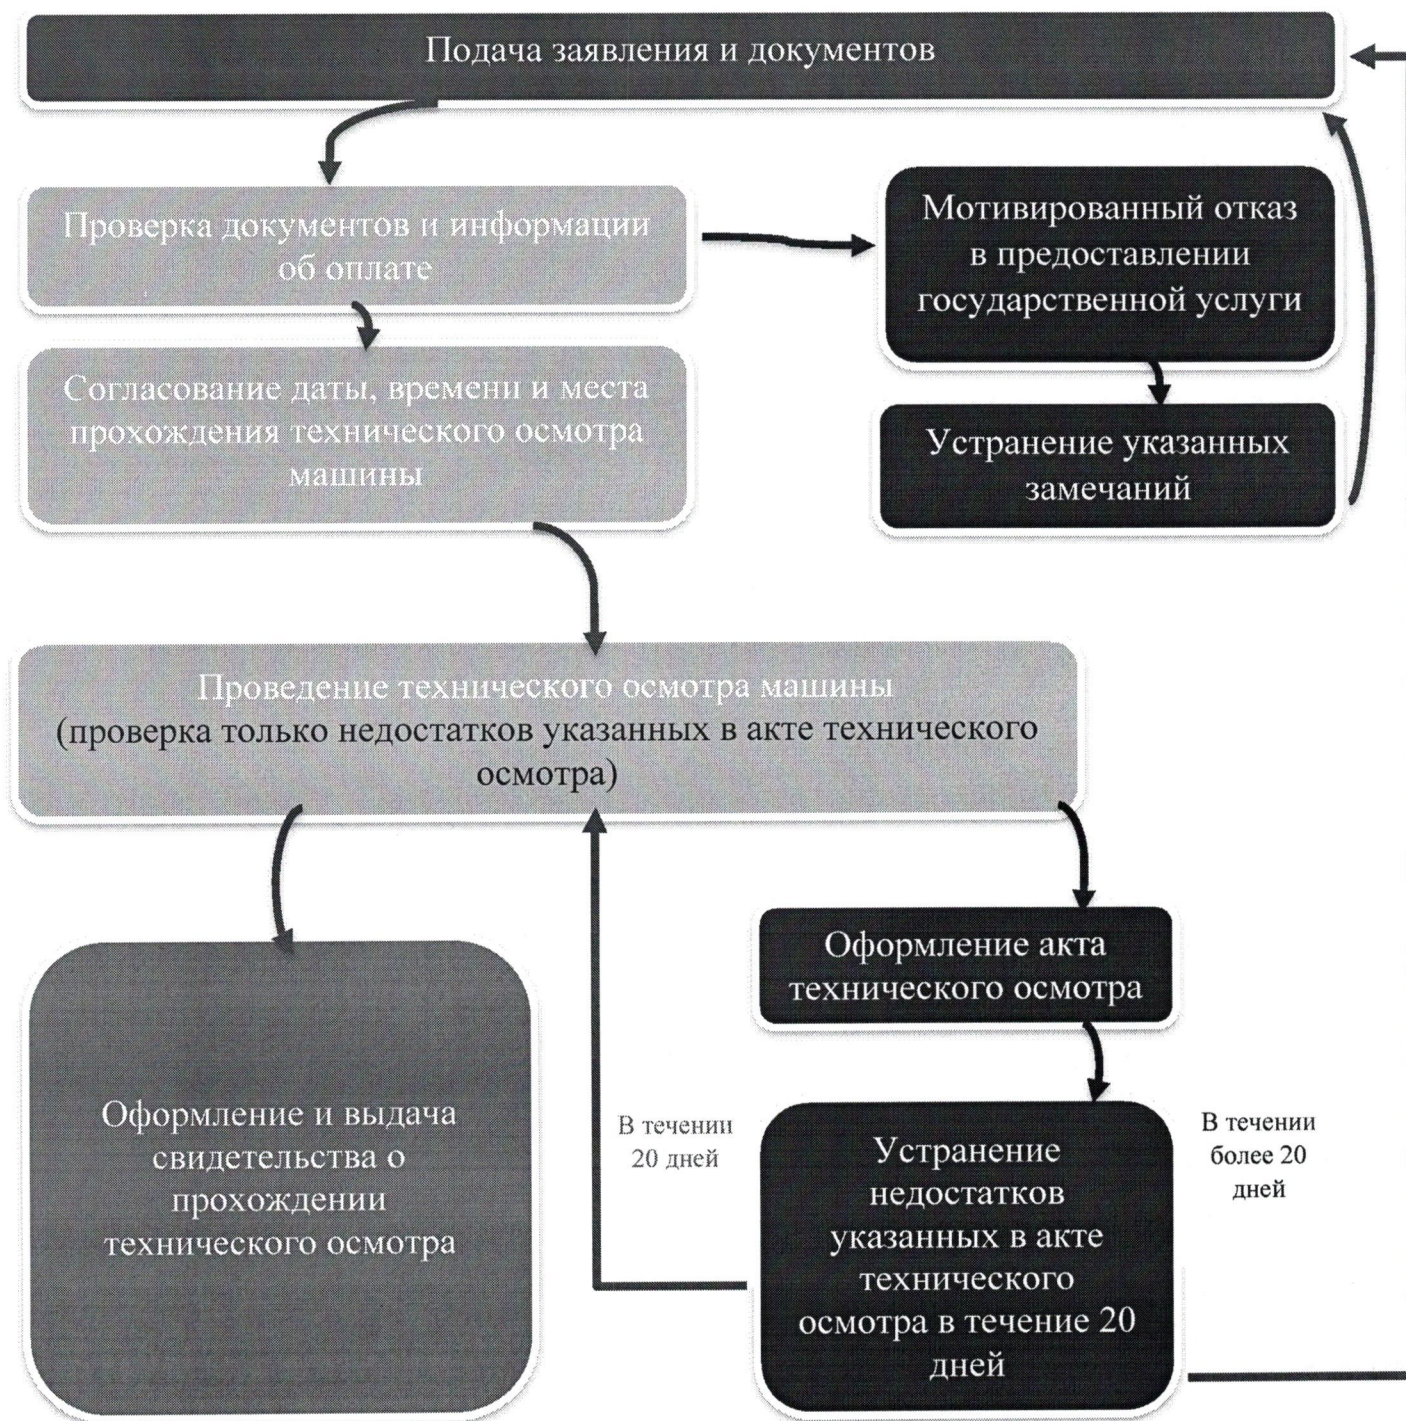 Подача заявления и документов
Проверка документов и информации
об оплате
Мотивированный отказ
в предоставлении
государственной услуги
Согласование даты, времени и места
прохождения технического осмотра
машины
Устранение указанных
замечаний
Проведение технического осмотра машины
(проверка только недостатков указанных в акте технического
осмотра)
Оформление акта
технического осмотра
Оформление и выдача
свидетельства о
прохождении
технического осмотра
В течении
20 дней
Устранение
недостатков
указанных в акте
технического
осмотра в течение 20
дней
В течении
более 20
дней